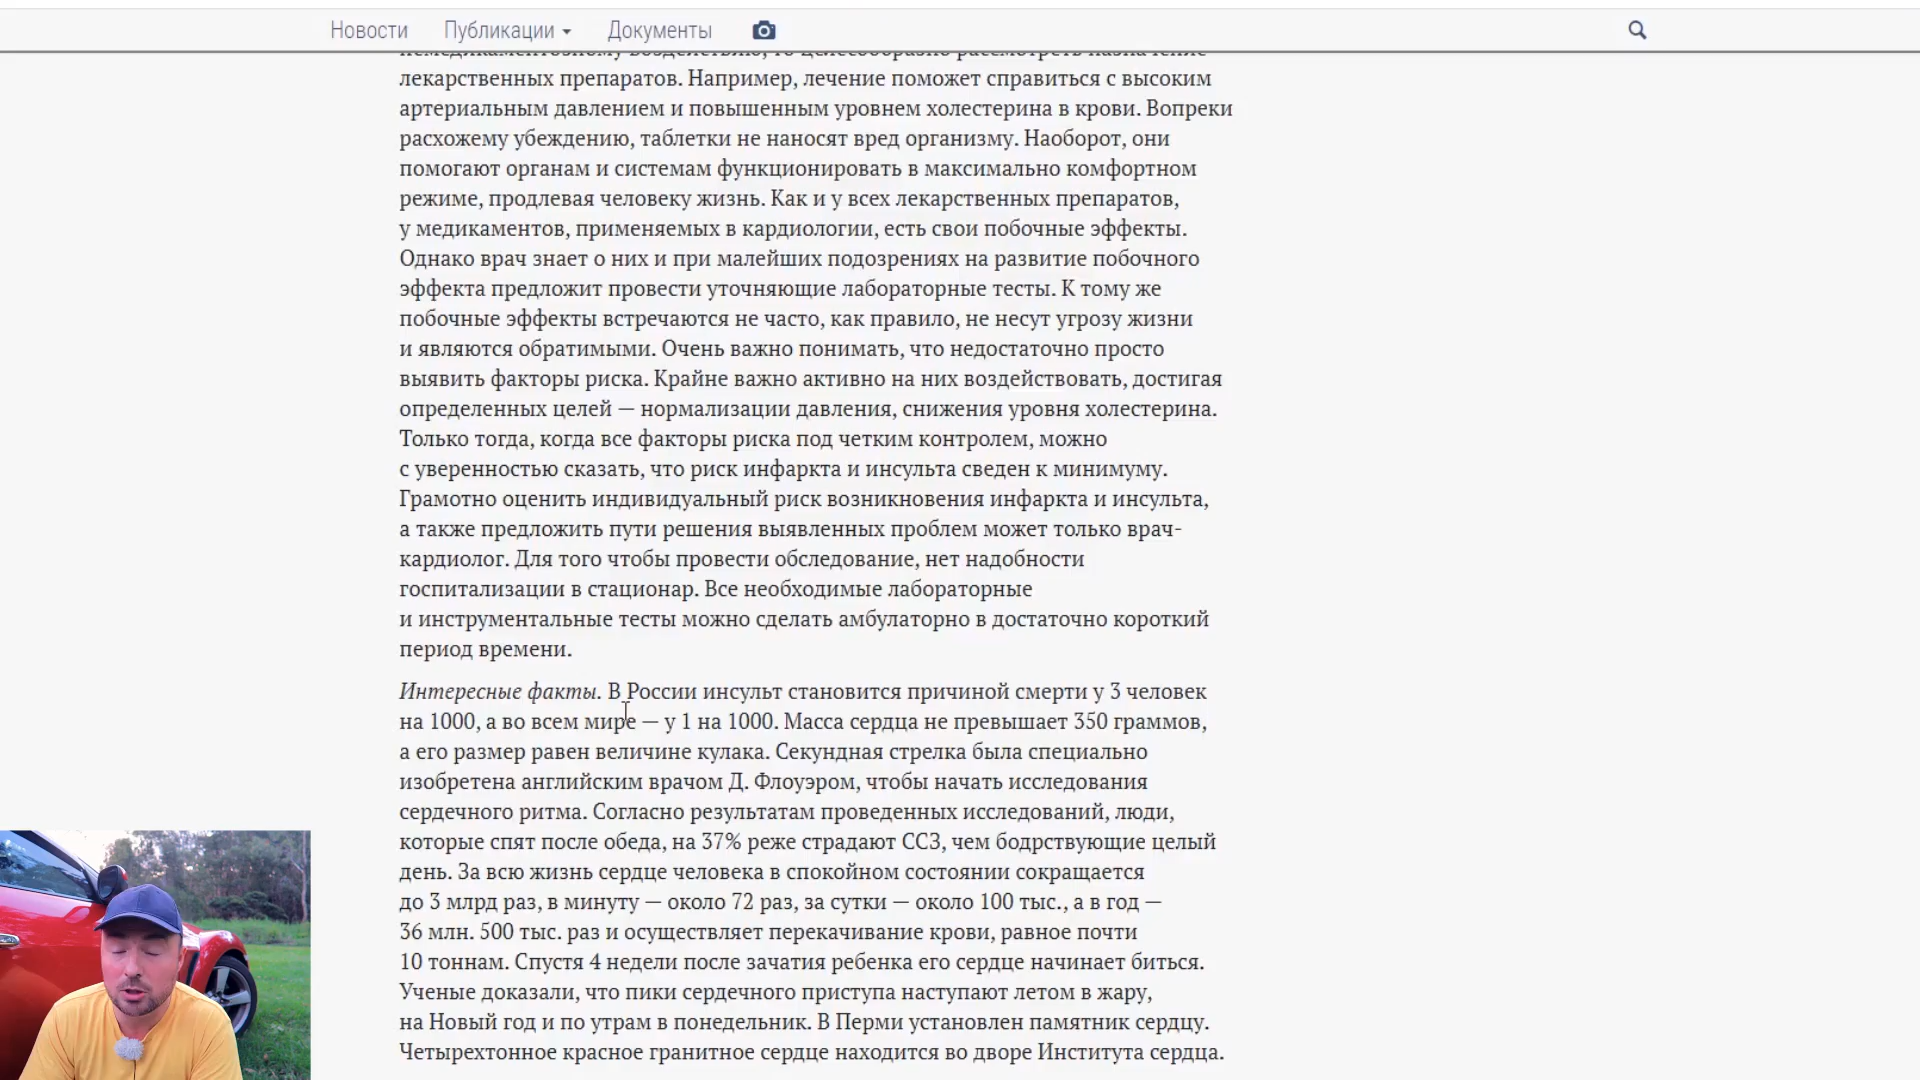 Новости Публикации Документы
лекарственных препаратов. Например, лечение поможет справиться с высоким
артериальным давлением и повышенным уровнем холестерина в крови. Вопреки
расхожему убеждению, таблетки не наносят вред организму. Наоборот, они
помогают органам и системам функционировать в максимально комфортном
режиме, продлевая человеку жизнь. Как и у всех лекарственных препаратов,
у медикаментов, применяемых в кардиологии, есть свои побочные эффекты.
Однако врач знает о них и при малейших подозрениях на развитие побочного
эффекта предложит провести уточняющие лабораторные тесты. К тому же
побочные эффекты встречаются не часто, как правило, не несут угрозу жизни
и являются обратимыми. Очень важно понимать, что недостаточно просто
выявить факторы риска. Крайне важно активно на них воздействовать, достигая
определенных целей — нормализации давления, снижения уровня холестерина.
Только тогда, когда все факторы риска под четким контролем, можно
с уверенностью сказать, что риск инфаркта и инсульта сведен к минимуму.
Грамотно оценить индивидуальный риск возникновения инфаркта и инсульта,
а также предложить пути решения выявленных проблем может только врач-
кардиолог. Для того чтобы провести обследование, нет надобности
госпитализации в стационар. Все необходимые лабораторные
и инструментальные тесты можно сделать амбулаторно в достаточно короткий
период времени.
Интересные факты. В России инсульт становится причиной смерти у 3 человек
на 1000, а во всем мире — у 1 на 1000. Масса сердца не превышает 350 граммов,
а его размер равен величине кулака. Секундная стрелка была специально
изобретена английским врачом Д. Флоуэром, чтобы начать исследования
сердечного ритма. Согласно результатам проведенных исследований, люди,
которые спят после обеда, на 37% реже страдают ССЗ, чем бодрствующие целый
день. За всю жизнь сердце человека в спокойном состоянии сокращается
до 3 млрд раз, в минуту — около 72 раз, за сутки — около 100 тыс., а в год —
36 млн. 500 тыс. раз и осуществляет перекачивание крови, равное почти
10 тоннам. Спустя 4 недели после зачатия ребенка его сердце начинает биться.
Ученые доказали, что пики сердечного приступа наступают летом в жару,
на Новый год и по утрам в понедельник. В Перми установлен памятник сердцу.
Четырехтонное красное гранитное сердце находится во дворе Института сердца.